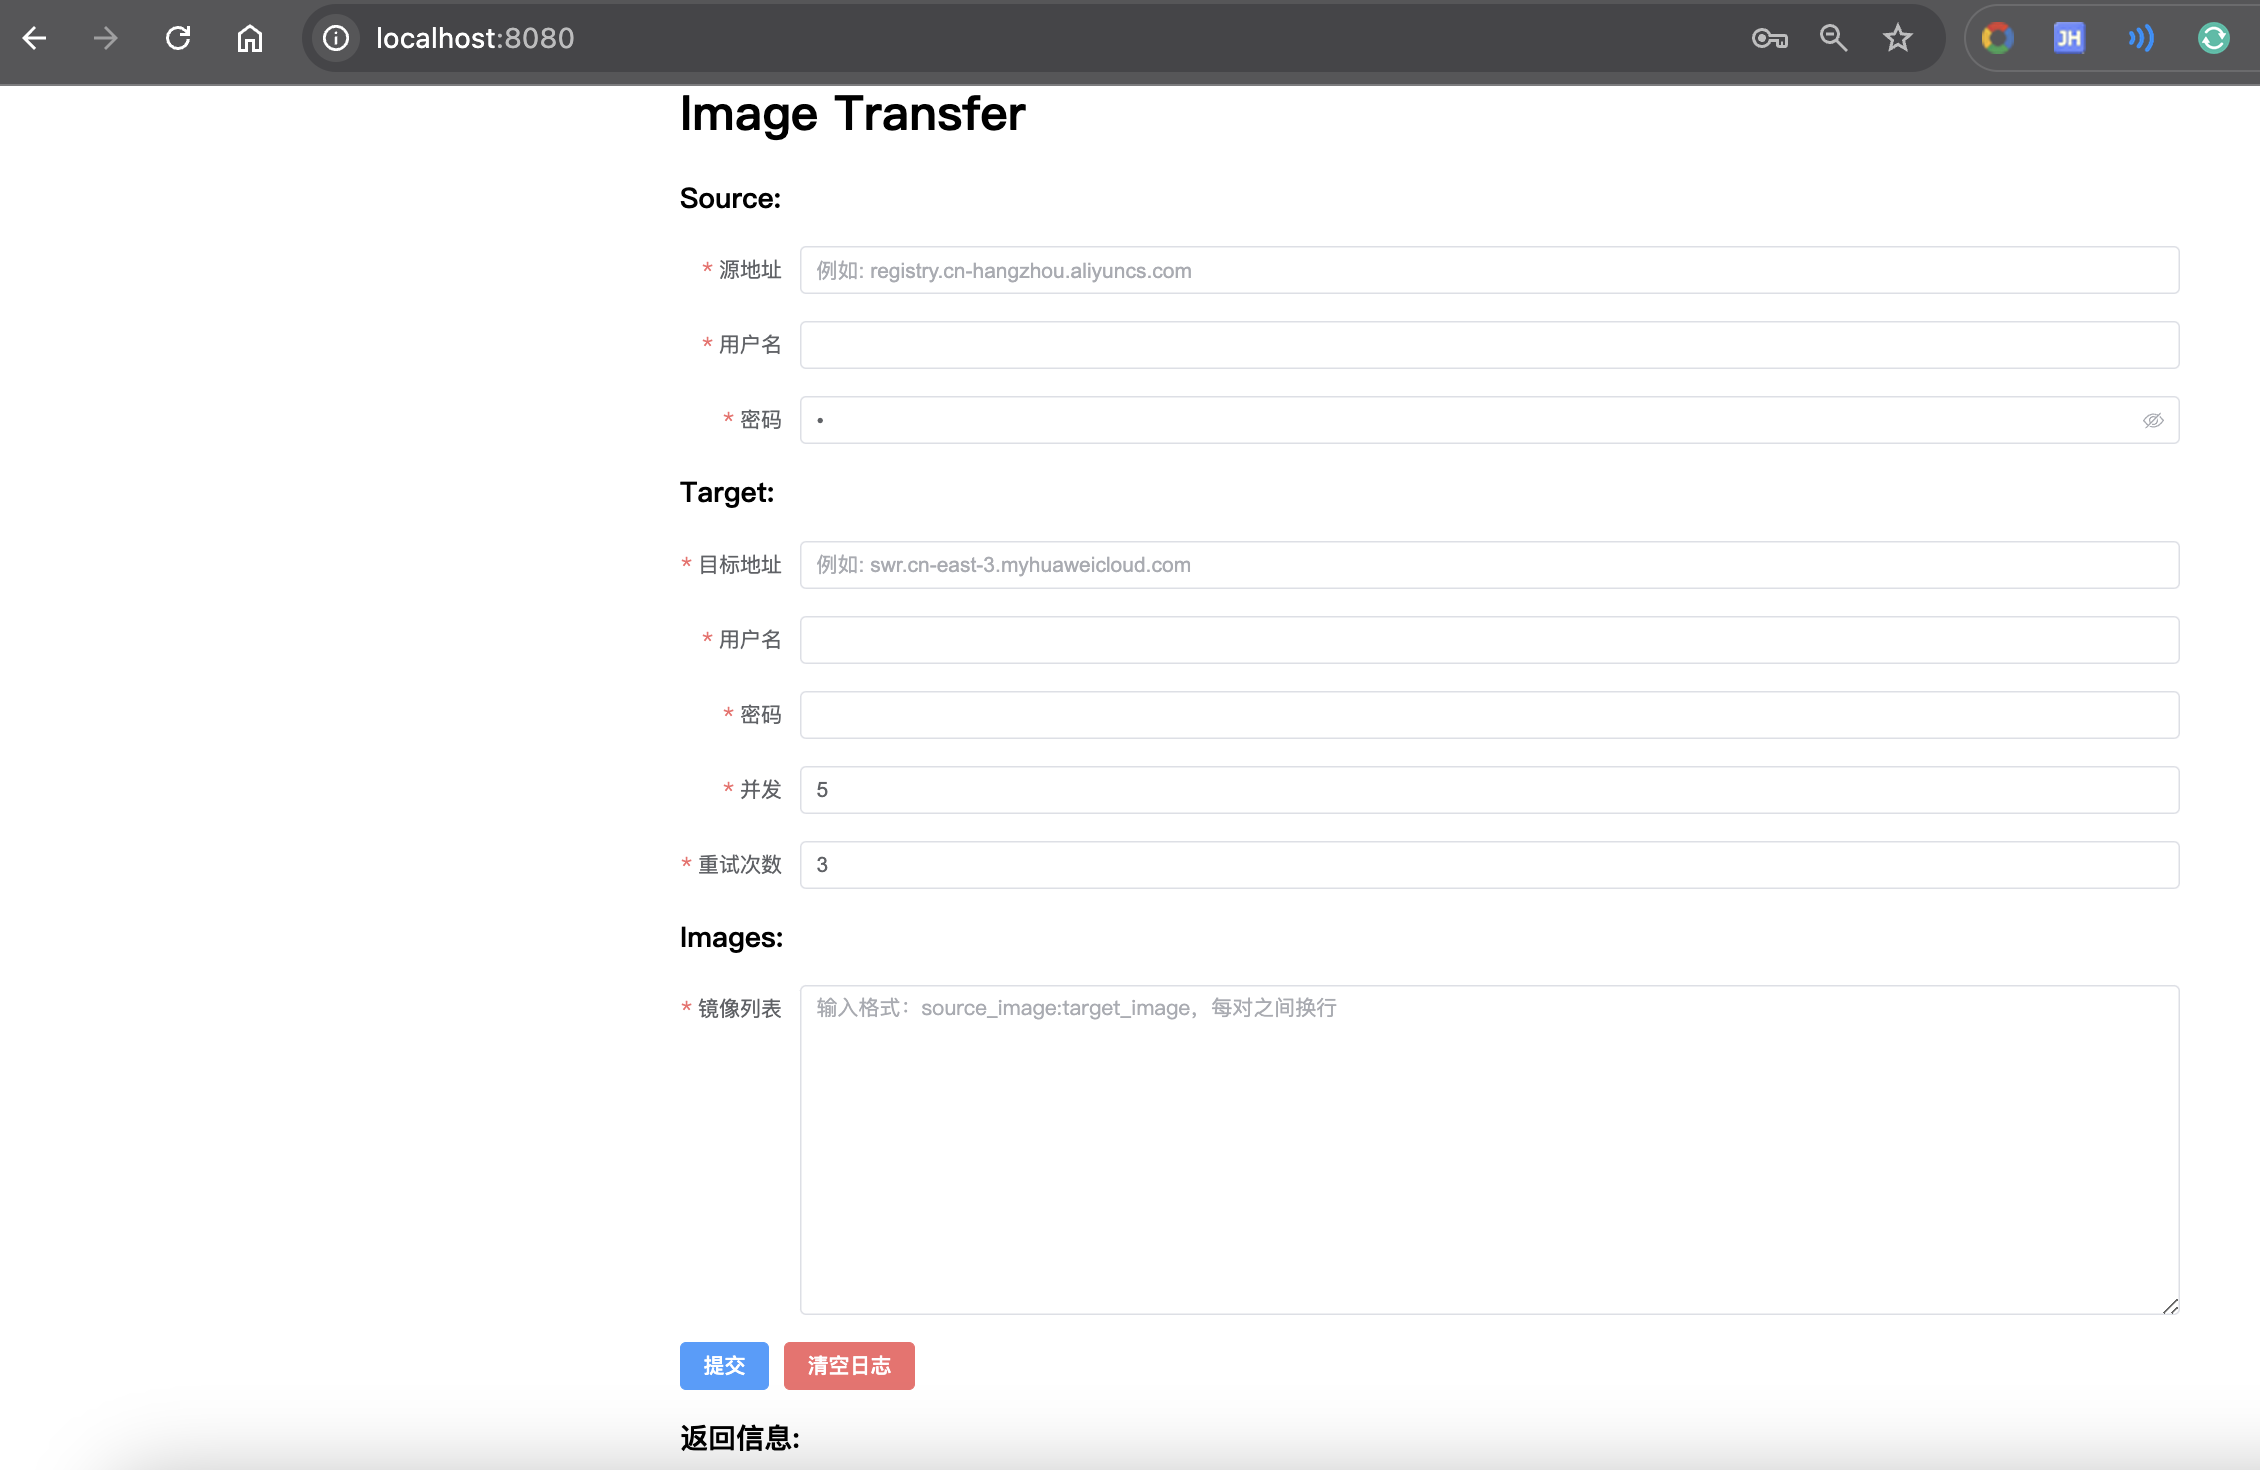 localhost:8080
JH
Image Transfer
Source:
* 源地址 例如: registry.cn-hangzhou.aliyuncs.com
* 用户名
* 密码 •
Target:
* 目标地址 例如: swr.cn-east-3.myhuaweicloud.com
* 用户名
* 密码
* 并发 5
* 重试次数 3
Images:
* 镜像列表 输入格式：source_image:target_image，每对之间换行
提交 清空日志
返回信息: